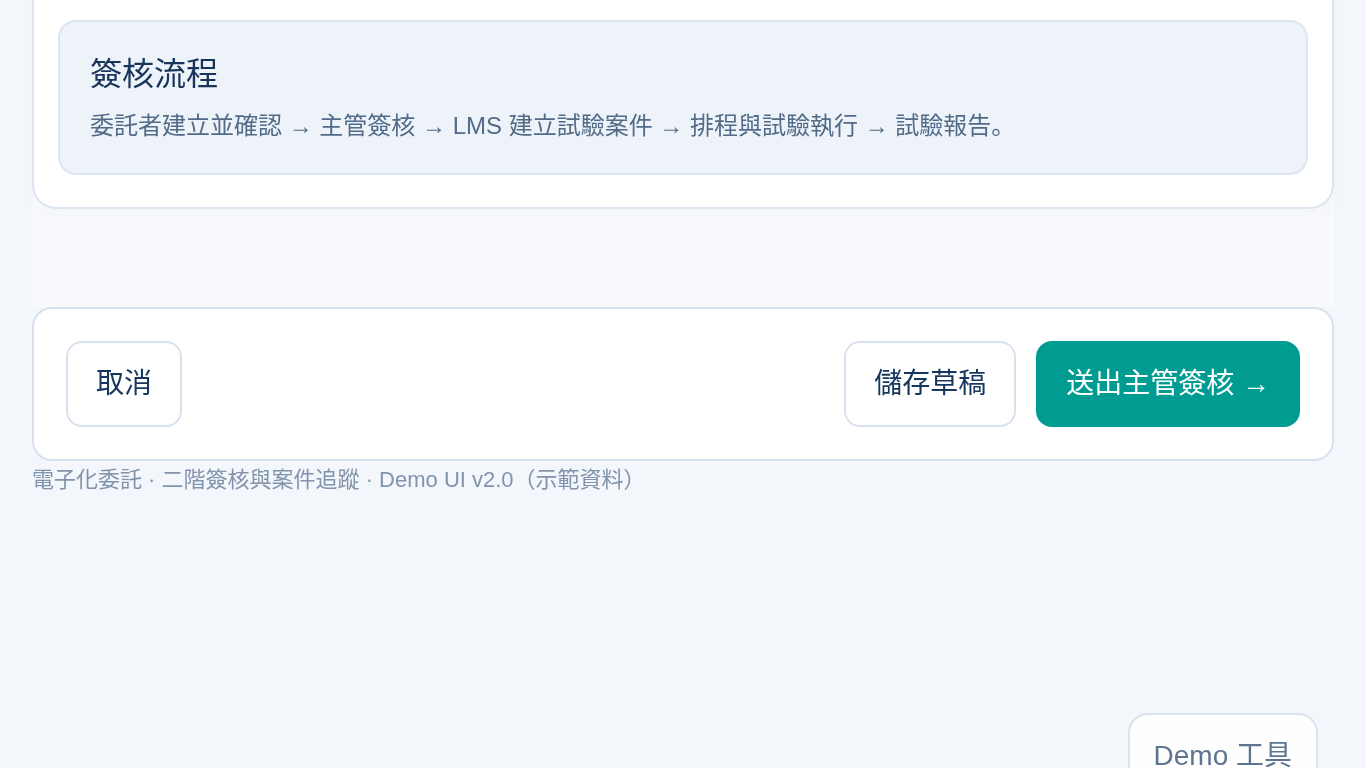 簽核流程
委託者建立並確認 → 主管簽核 → LMS 建立試驗案件 → 排程與試驗執行 → 試驗報告。
取消
儲存草稿
送出主管簽核 →
電子化委託 · 二階簽核與案件追蹤 · Demo UI v2.0（示範資料）
Demo 工具